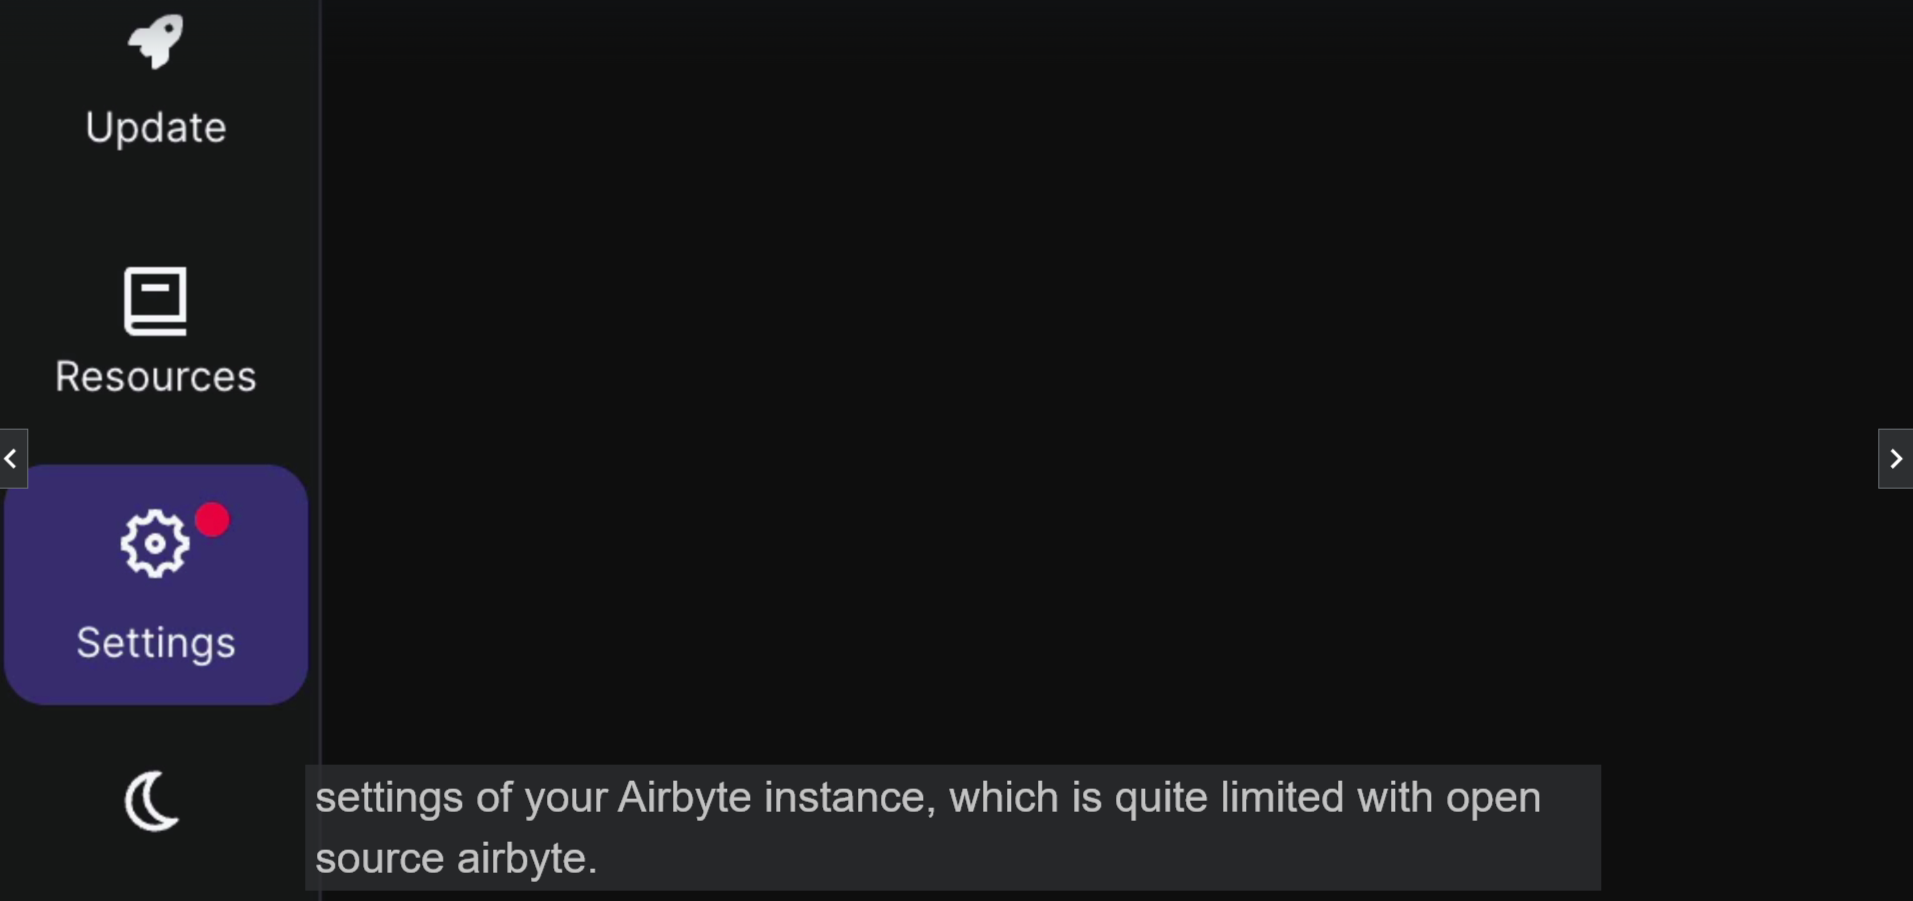 Update
Resources
Settings
settings of your Airbyte instance, which is quite limited with open
source airbyte.